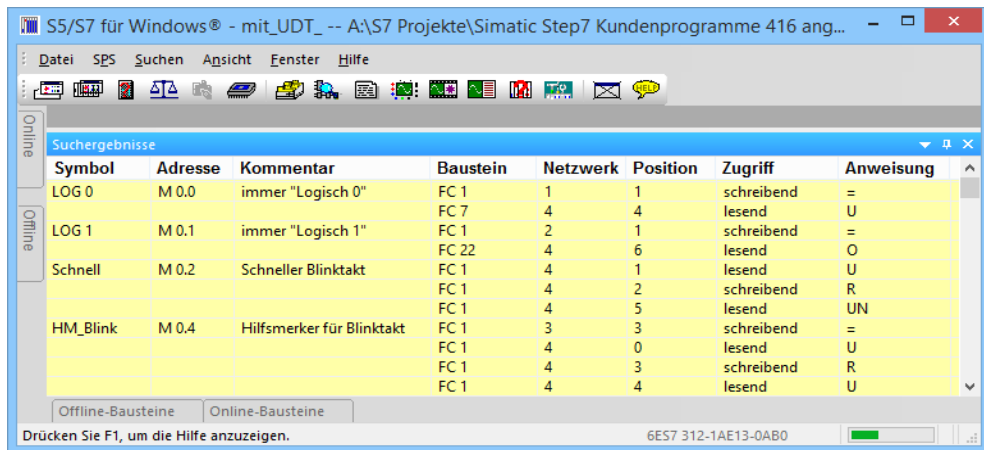 S5/S7 für Windows® - mit_UDT_ -- A:\S7 Projekte\Simatic Step7 Kundenprogramme 416 ang...
Datei SPS Suchen Ansicht Fenster Hilfe
HELP
Online
Offline
Suchergebnisse
Symbol Adresse Kommentar Baustein Netzwerk Position Zugriff Anweisung
LOG 0 M 0.0 immer "Logisch 0" FC 1 1 1 schreibend =
FC 7 4 4 lesend U
LOG 1 M 0.1 immer "Logisch 1" FC 1 2 1 schreibend =
FC 22 4 6 lesend O
Schnell M 0.2 Schneller Blinktakt FC 1 4 1 lesend U
FC 1 4 2 schreibend R
FC 1 4 5 lesend UN
HM_Blink M 0.4 Hilfsmerker für Blinktakt FC 1 3 3 schreibend =
FC 1 4 0 lesend U
FC 1 4 3 schreibend R
FC 1 4 4 lesend U
Offline-Bausteine Online-Bausteine
Drücken Sie F1, um die Hilfe anzuzeigen. 6ES7 312-1AE13-0AB0